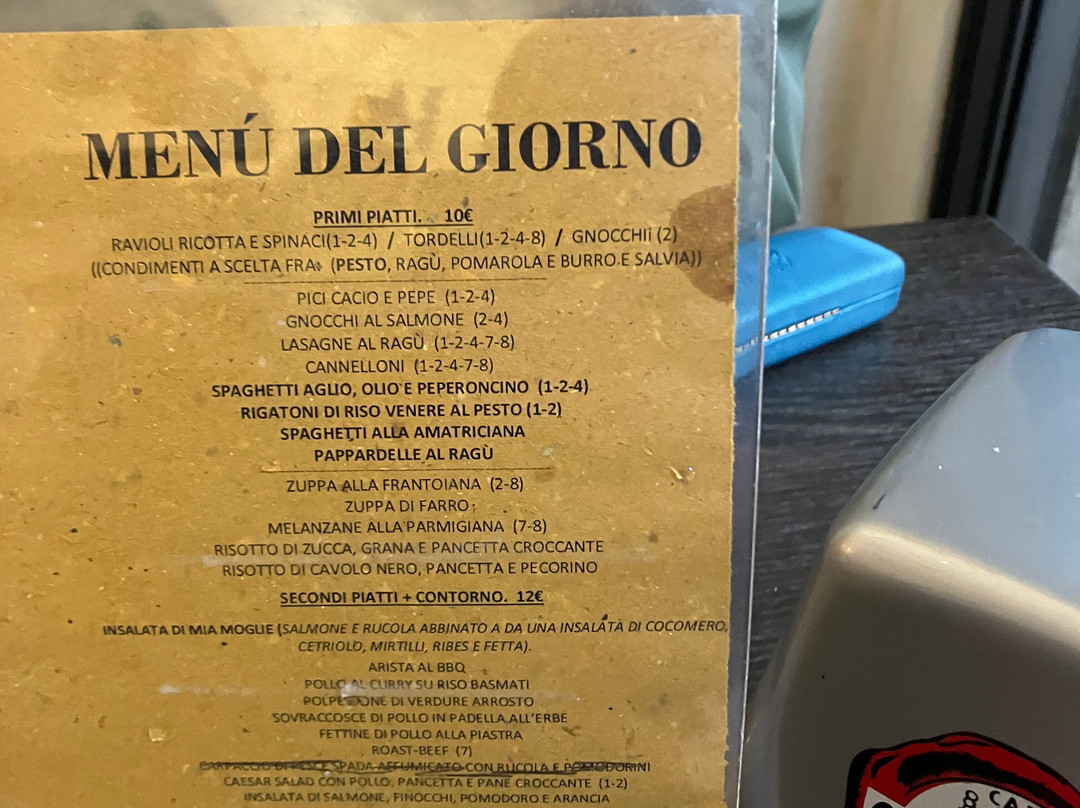 MENÚ DEL GIORNO
PRIMI PIATTI. 10€
RAVIOLI RICOTTA E SPINACI(1-2-4) / TORDELLI(1-2-4-8) / GNOCCHIi (2)
((CONDIMENTI A SCELTA FRA: (PESTO, RAGÙ, POMAROLA E BURRO E SALVIA))
PICI CACIO E PEPE (1-2-4)
GNOCCHI AL SALMONE (2-4)
LASAGNE AL RAGÙ (1-2-4-7-8)
CANNELLONI (1-2-4-7-8)
SPAGHETTI AGLIO, OLIO E PEPERONCINO (1-2-4)
RIGATONI DI RISO VENERE AL PESTO (1-2)
SPAGHETTI ALLA AMATRICIANA
PAPPARDELLE AL RAGÙ
ZUPPA ALLA FRANTOIANA (2-8)
ZUPPA DI FARRO
MELANZANE ALLA PARMIGIANA (7-8)
RISOTTO DI ZUCCA, GRANA E PANCETTA CROCCANTE
RISOTTO DI CAVOLO NERO, PANCETTA E PECORINO
SECONDI PIATTI + CONTORNO. 12€
INSALATA DI MIA MOGLIE (SALMONE E RUCOLA ABBINATO A DA UNA INSALATA DI COCOMERO,
CETRIOLO, MIRTILLI, RIBES E FETTA).
ARISTA AL BBQ
POLLO AL CURRY SU RISO BASMATI
POLPETTONE DI VERDURE ARROSTO
SOVRACCOSCE DI POLLO IN PADELLA ALL'ERBE
FETTINE DI POLLO ALLA PIASTRA
ROAST-BEEF (7)
CARPACCIO DI PESCE SPADA AFFUMICATO CON RUCOLA E POMODORINI
CAESAR SALAD CON POLLO, PANCETTA E PANE CROCCANTE (1-2)
INSALATA DI SALMONE, FINOCCHI, POMODORO E ARANCIA